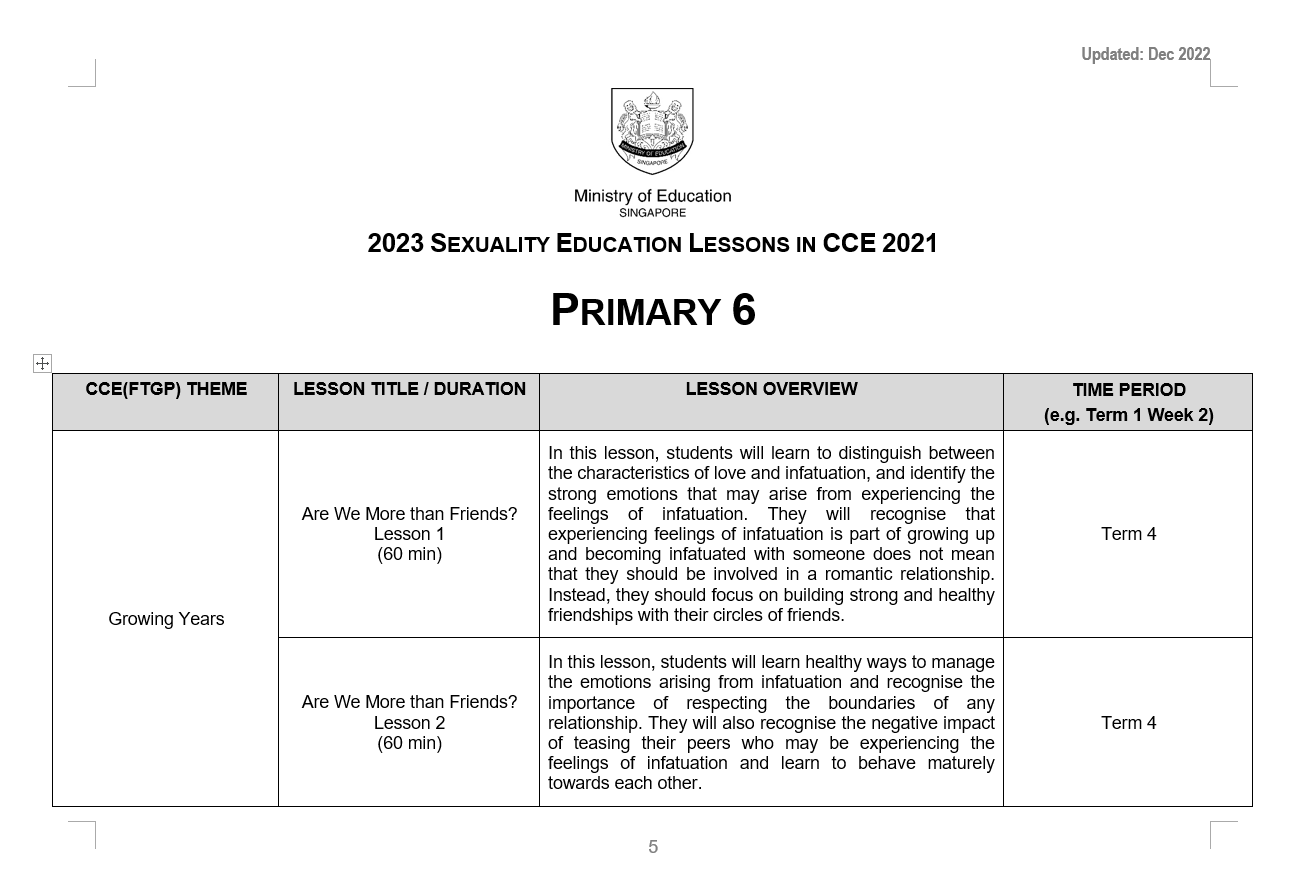 Updated: Dec 2022
MINISTRY OF EDUCATION
SINGAPORE
Ministry of Education
SINGAPORE
2023 SEXUALITY EDUCATION LESSONS IN CCE 2021
PRIMARY 6
CCE(FTGP) THEME
LESSON TITLE / DURATION
LESSON OVERVIEW
TIME PERIOD
(e.g. Term 1 Week 2)
Growing Years
Are We More than Friends?
Lesson 1
(60 min)
In this lesson, students will learn to distinguish between
the characteristics of love and infatuation, and identify the
strong emotions that may arise from experiencing the
feelings of infatuation. They will recognise that
experiencing feelings of infatuation is part of growing up
and becoming infatuated with someone does not mean
that they should be involved in a romantic relationship.
Instead, they should focus on building strong and healthy
friendships with their circles of friends.
Term 4
Are We More than Friends?
Lesson 2
(60 min)
In this lesson, students will learn healthy ways to manage
the emotions arising from infatuation and recognise the
importance of respecting the boundaries of any
relationship. They will also recognise the negative impact
of teasing their peers who may be experiencing the
feelings of infatuation and learn to behave maturely
towards each other.
Term 4
5